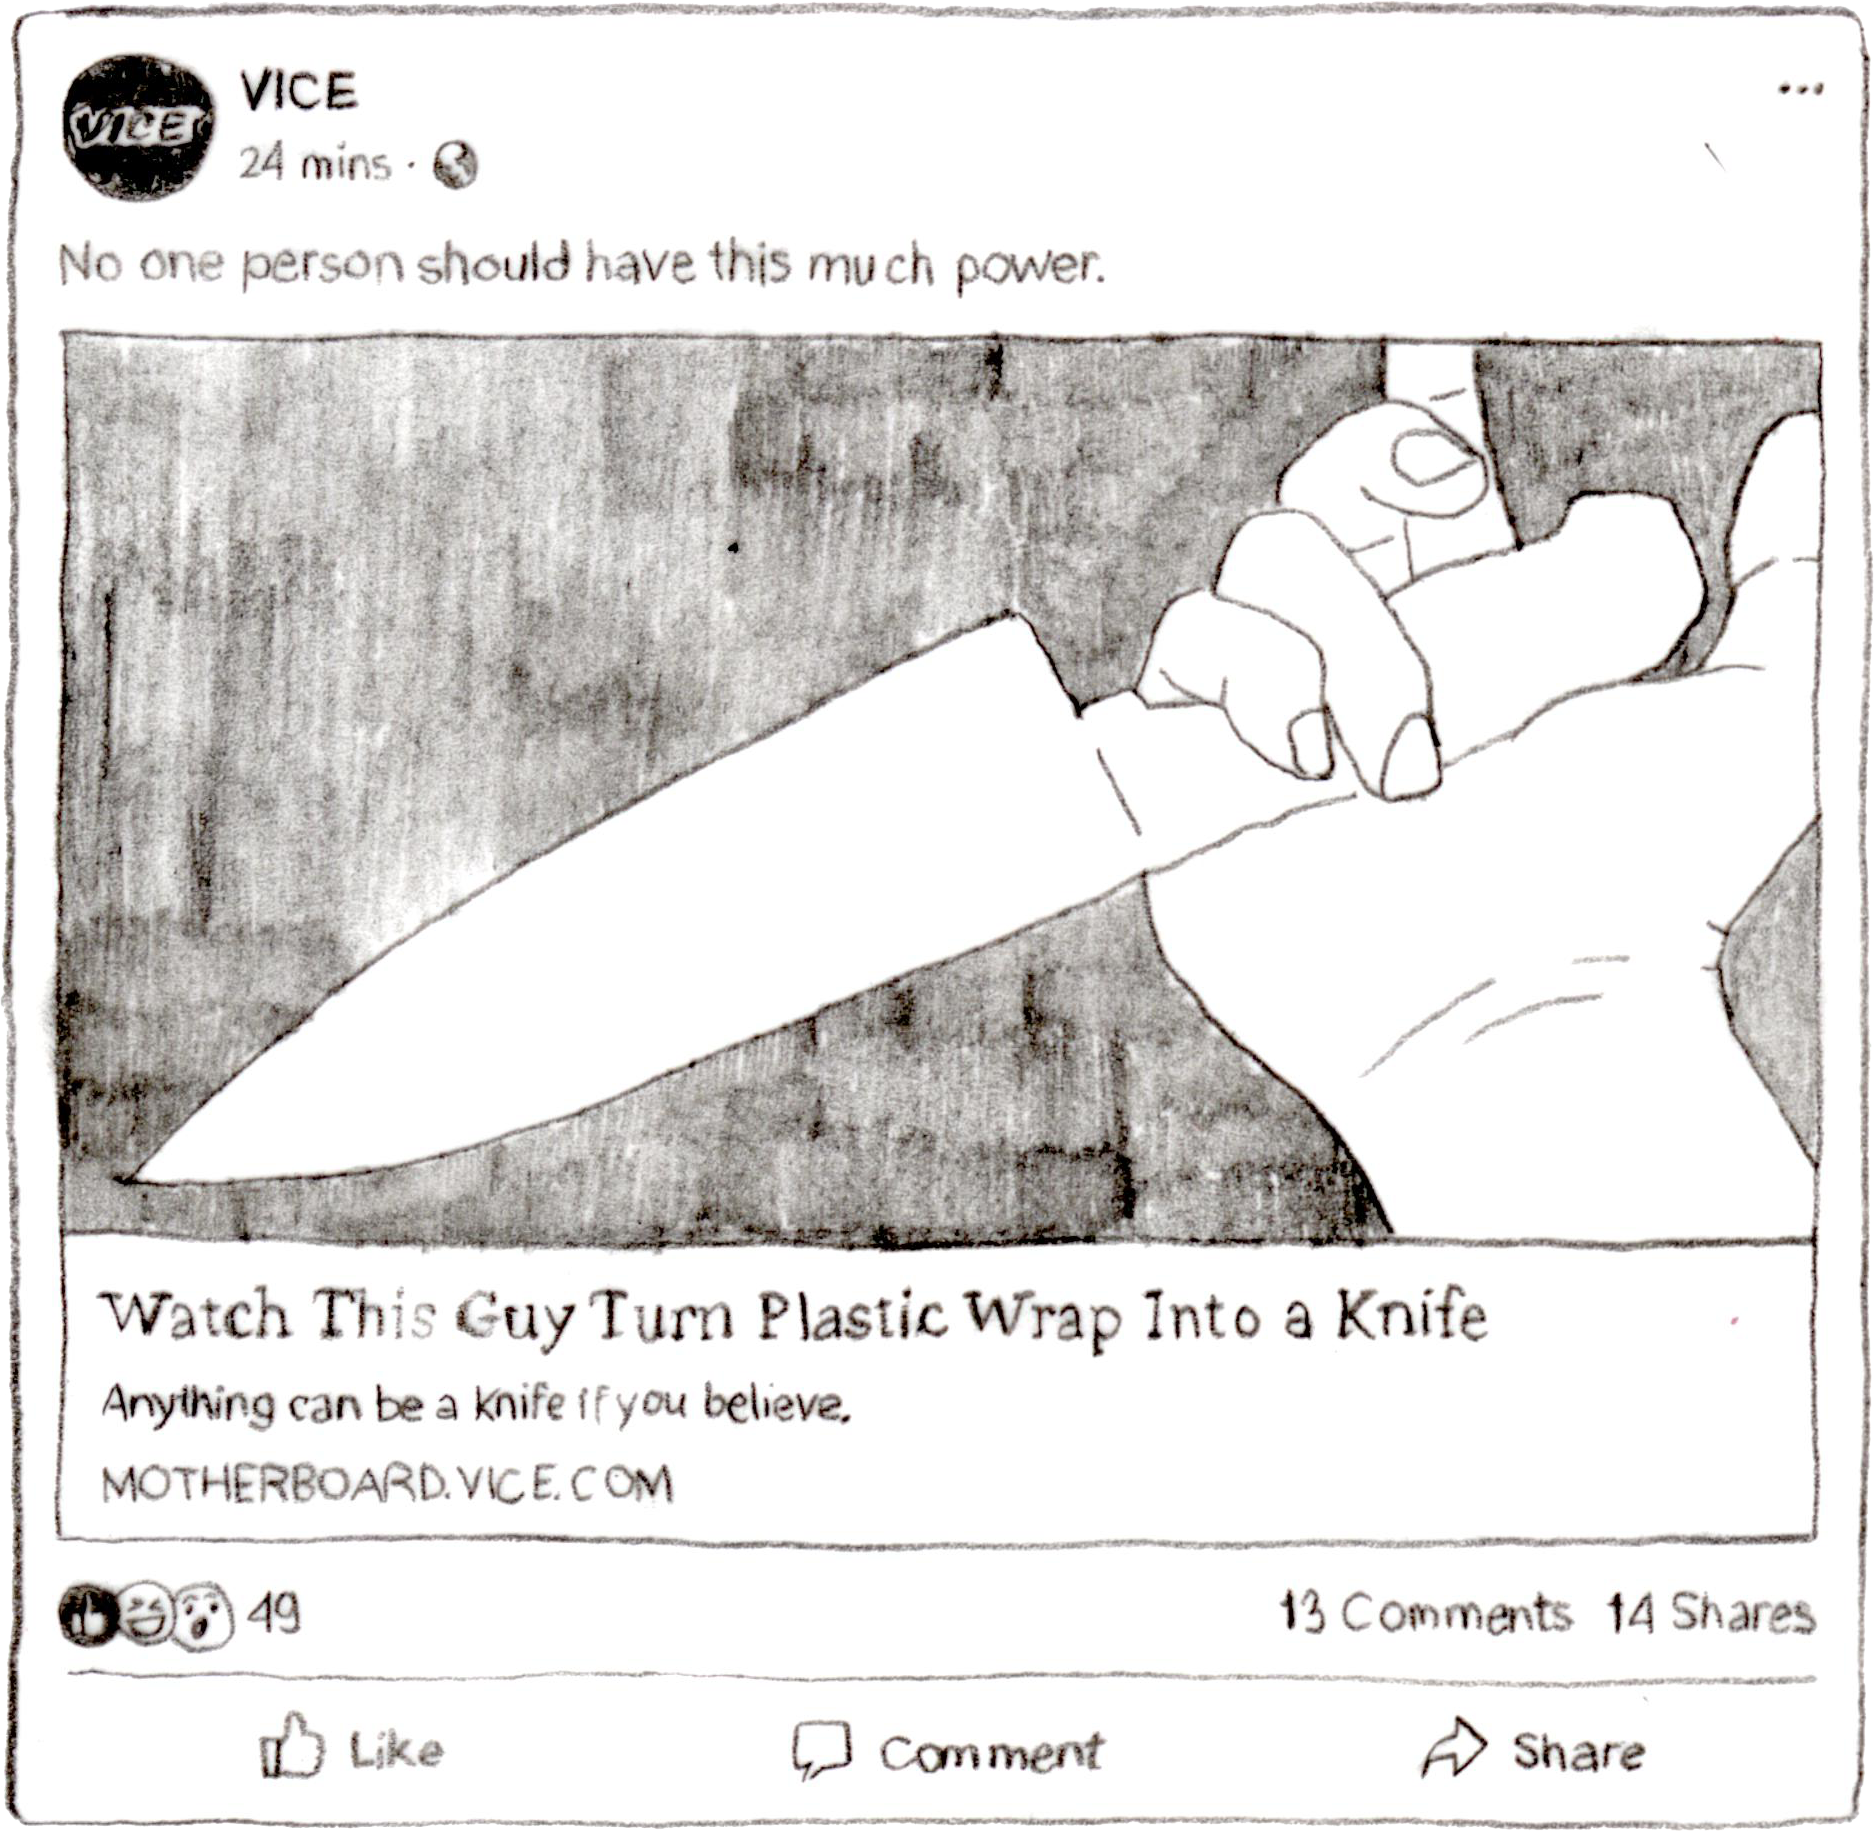 VICE
VICE
24 mins ·
...
No one person should have this much power.
Watch This Guy Turn Plastic Wrap Into a Knife
Anything can be a knife if you believe.
MOTHERBOARD.VICE.COM
49
13 Comments 14 Shares
Like
Comment
Share